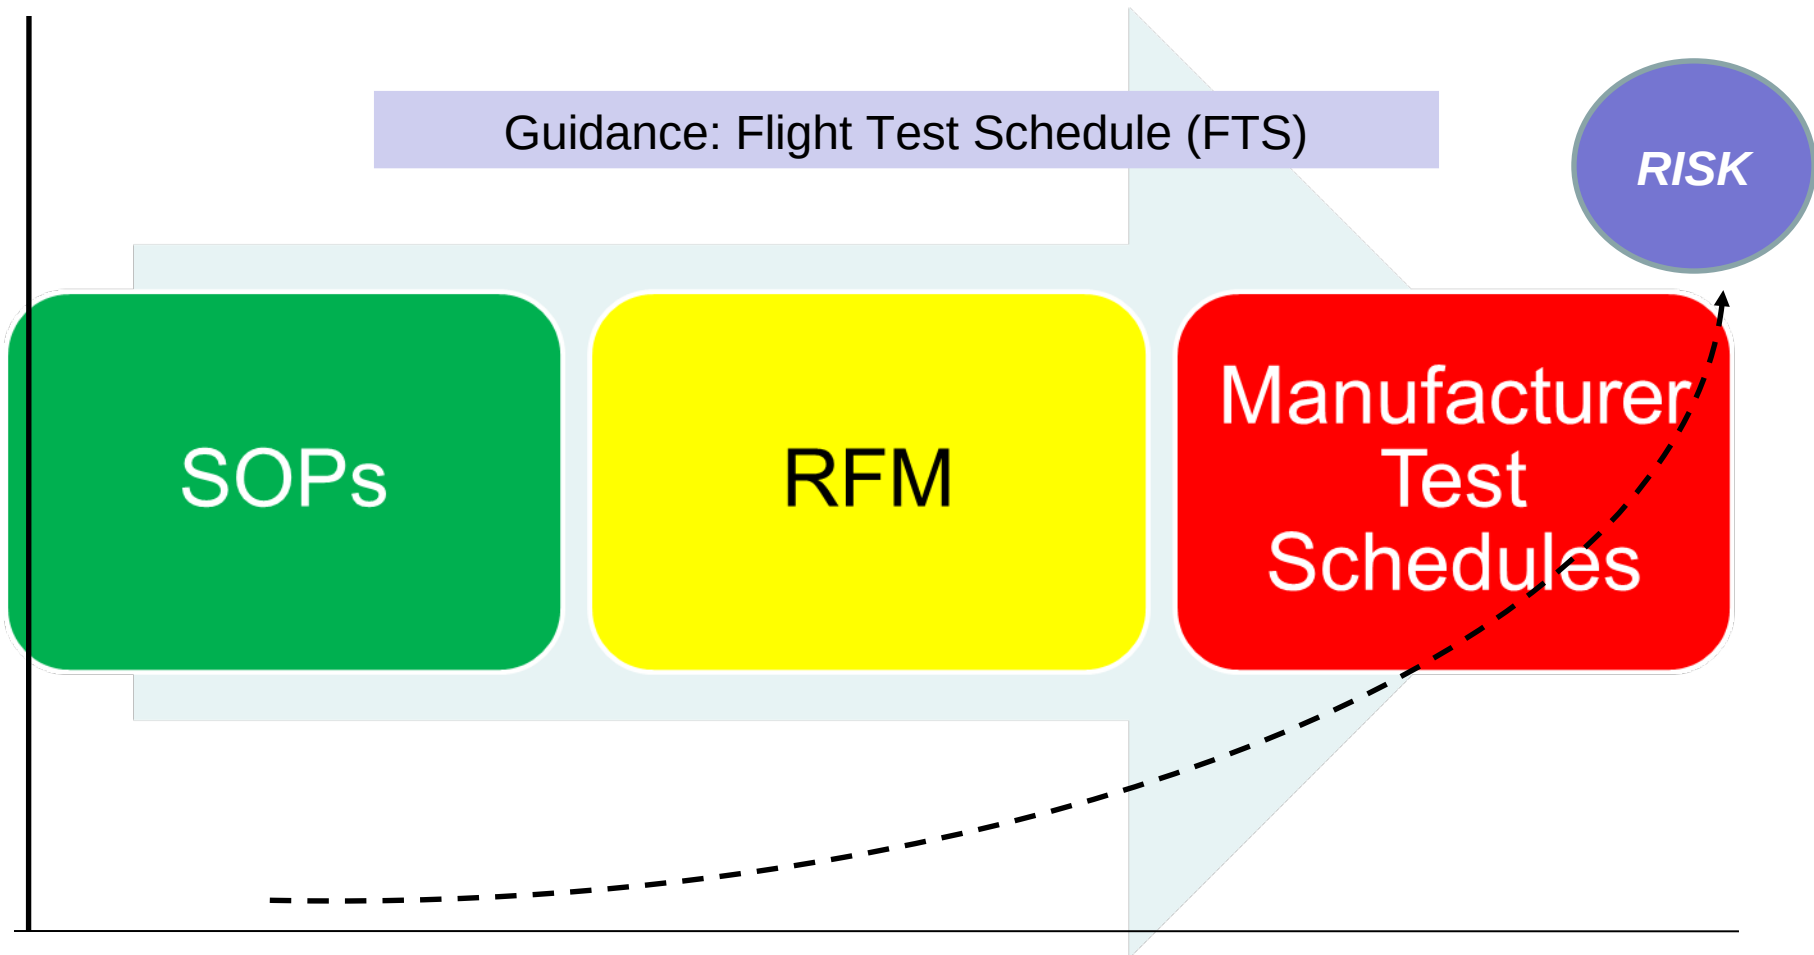 Guidance: Flight Test Schedule (FTS)
RISK
SOPs
RFM
Manufacturer
Test
Schedules